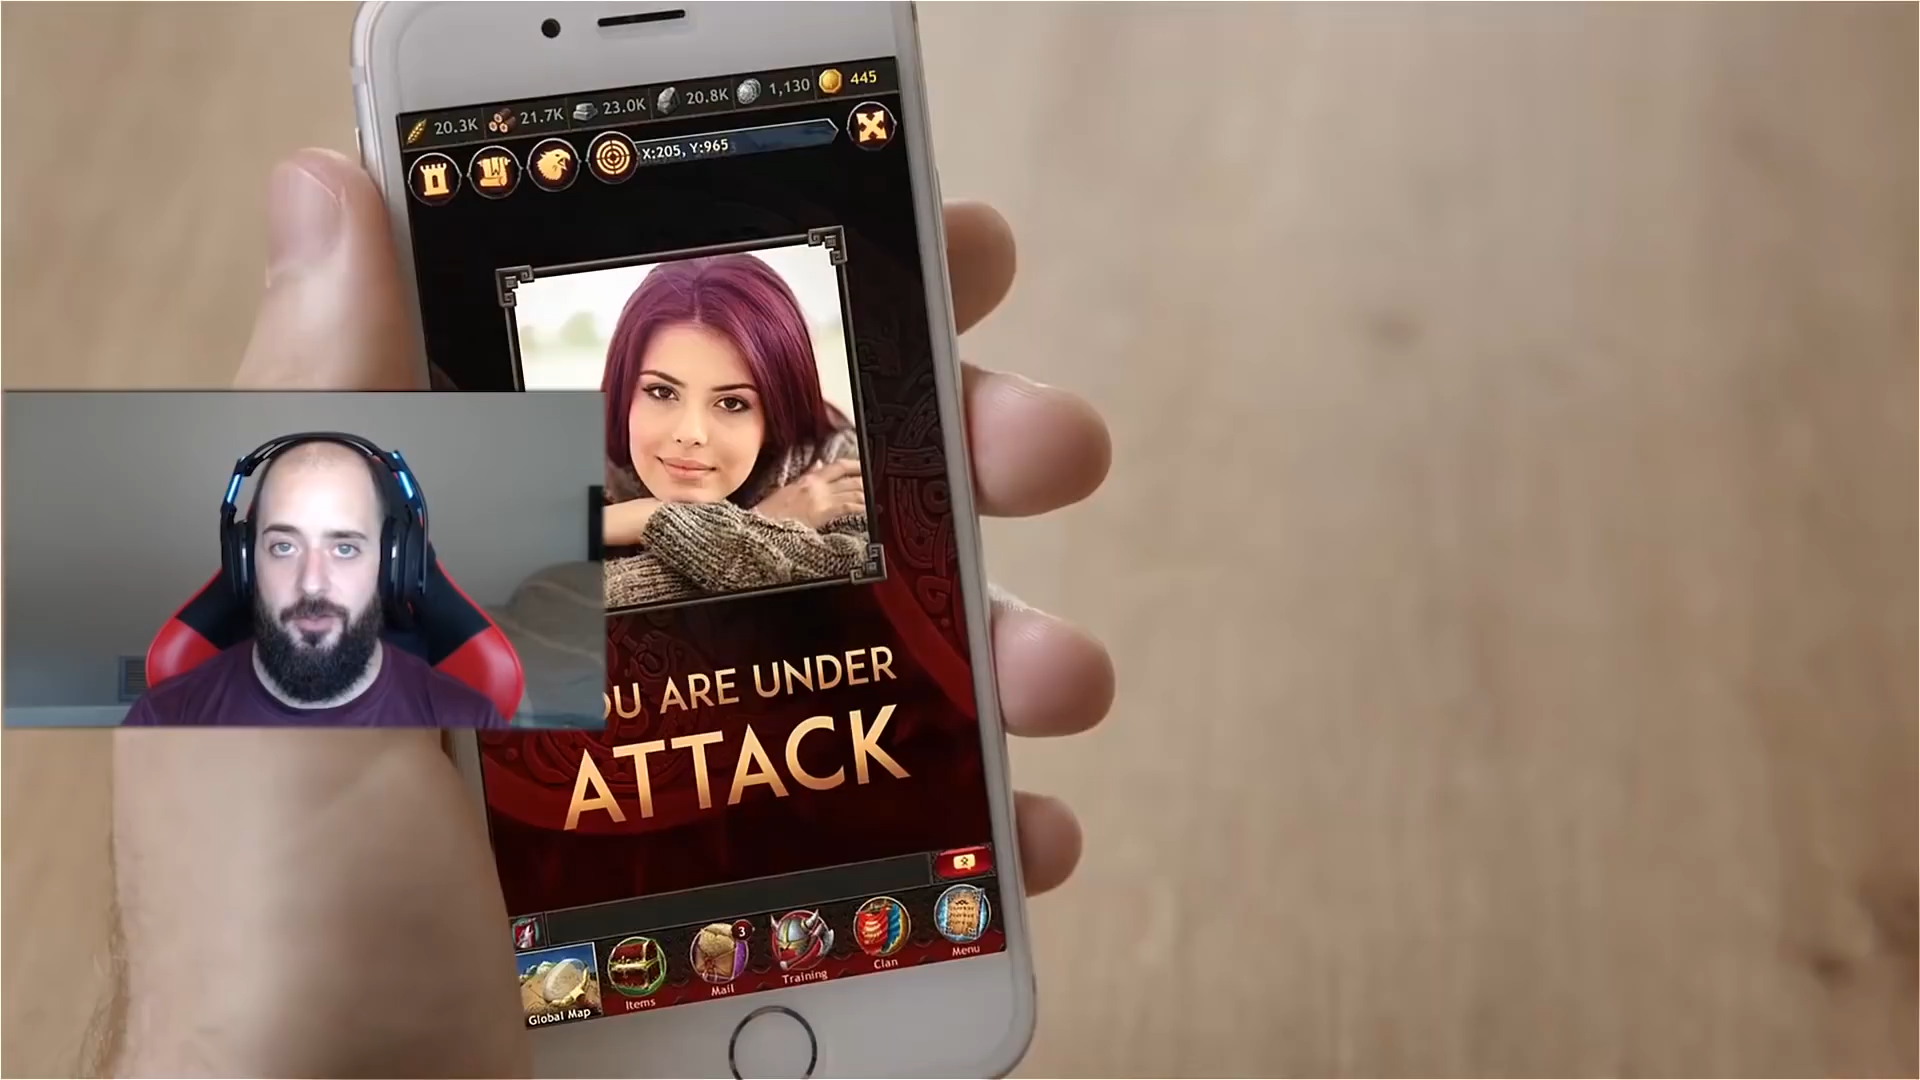 20.3K 21.7K 23.0K 20.8K 1,130 445
X:205, Y:965
OU ARE UNDER
ATTACK
3
Global Map Items Mail Training Clan Menu